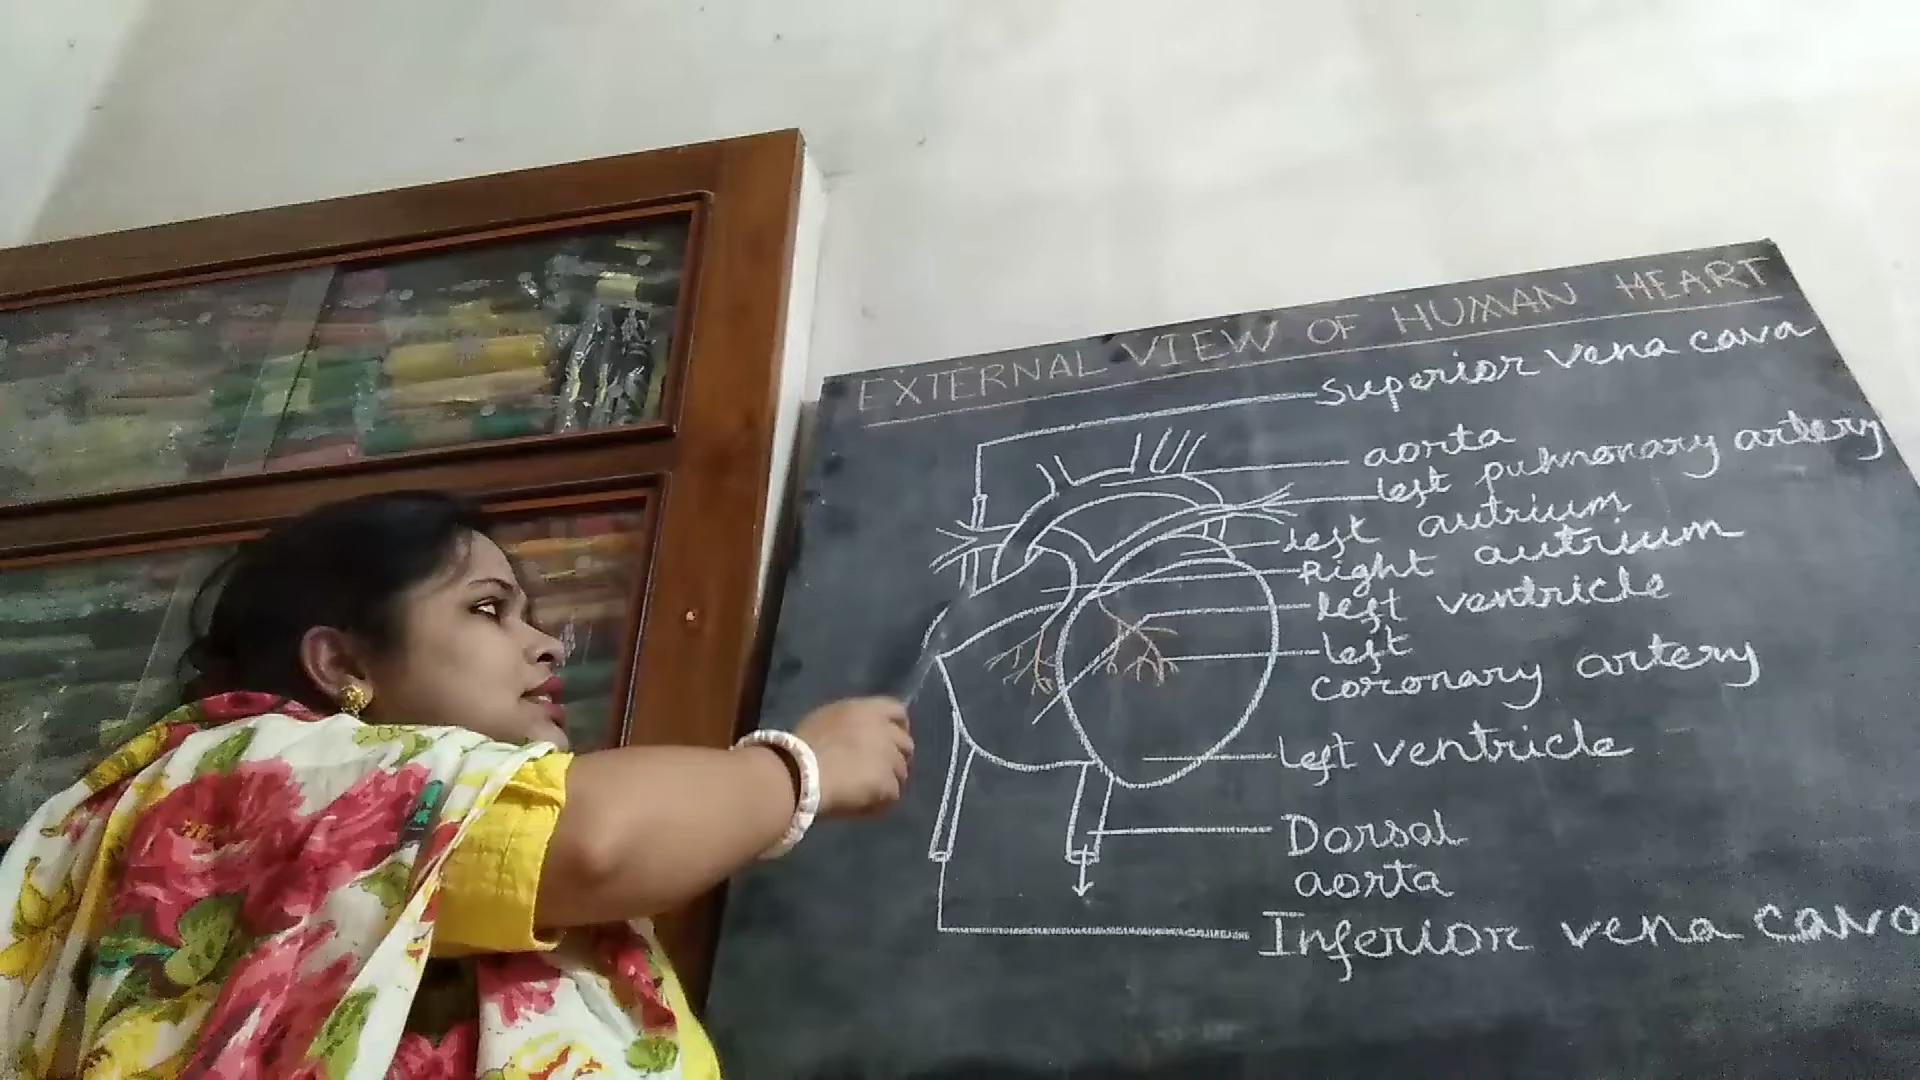 EXTERNAL VIEW OF HUMAN HEART
Superior vena cava
aorta
left pulmonary artery
left autrium
Right autrium
left ventricle
left
coronary artery
left ventricle
Dorsal
aorta
Inferior vena cava